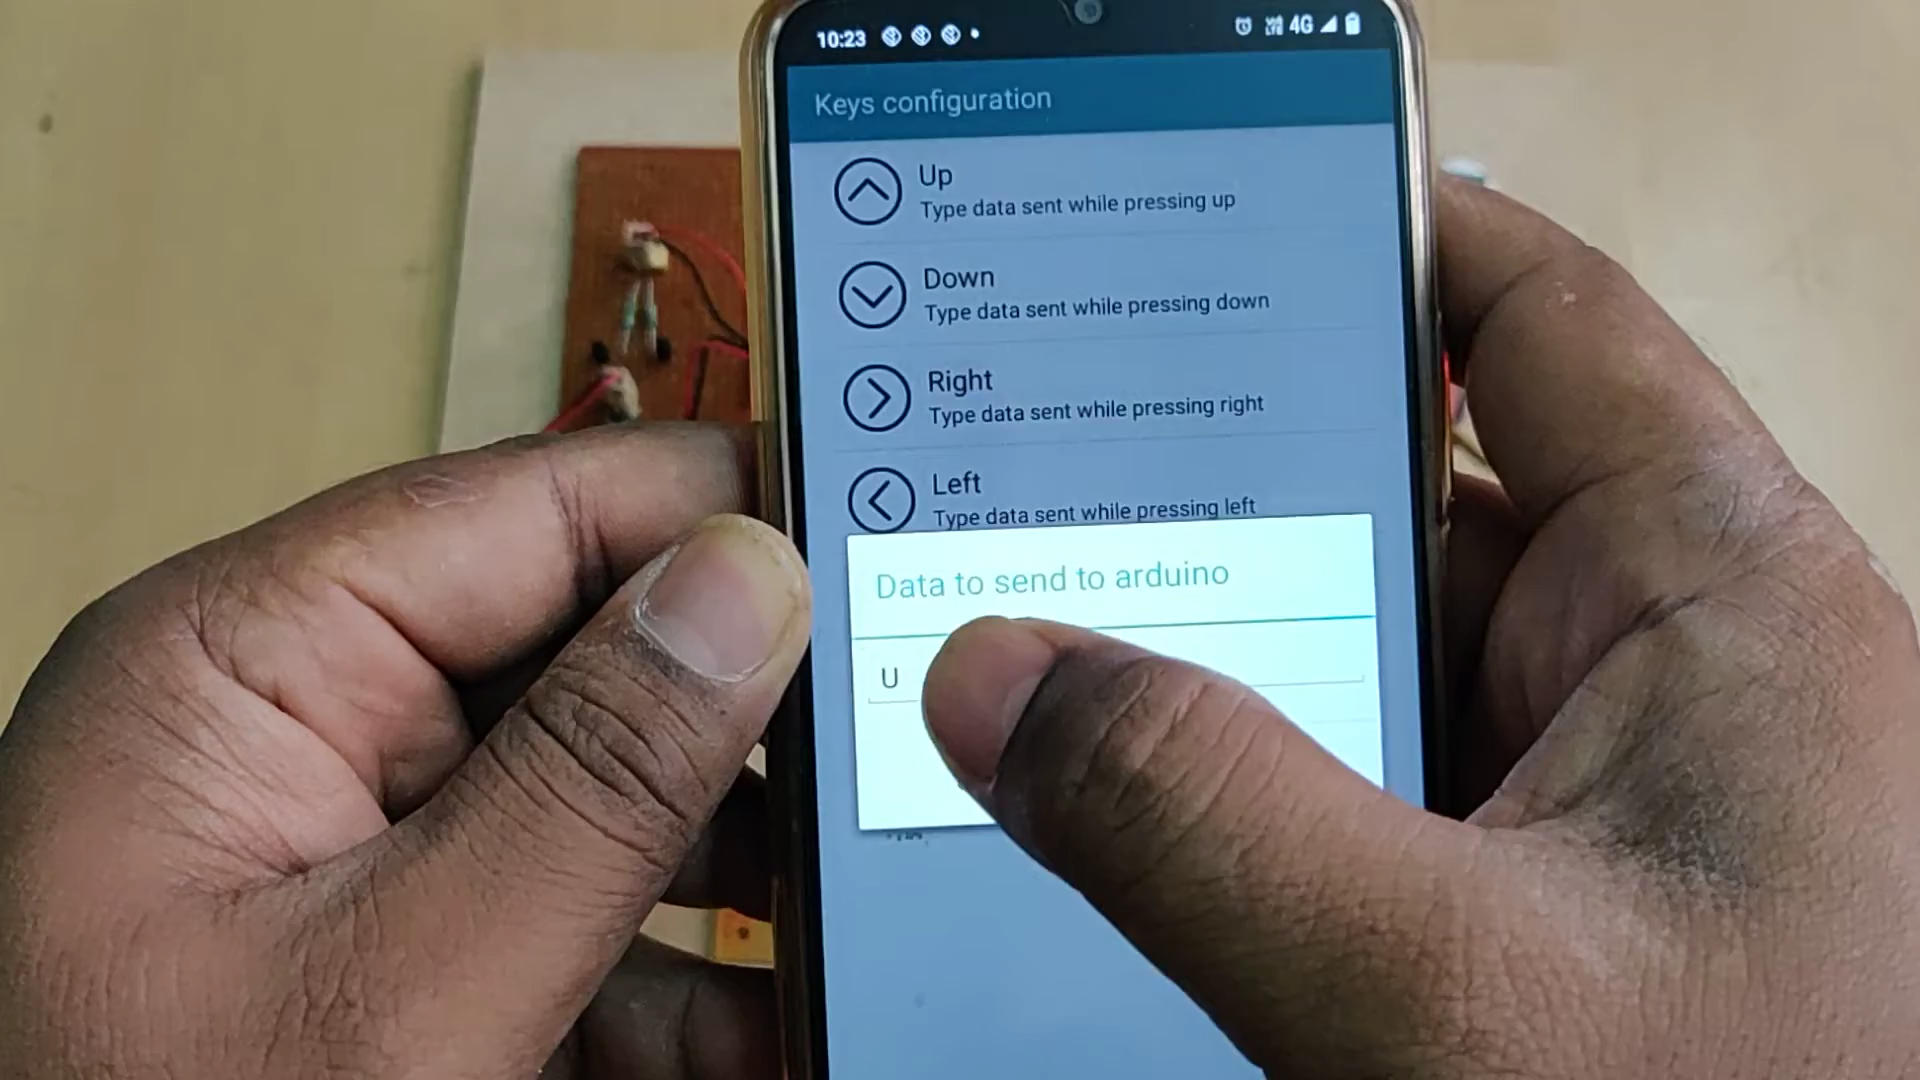 10:23
4G
Keys configuration
Up
Type data sent while pressing up
Down
Type data sent while pressing down
Right
Type data sent while pressing right
Left
Type data sent while pressing left
Data to send to arduino
U